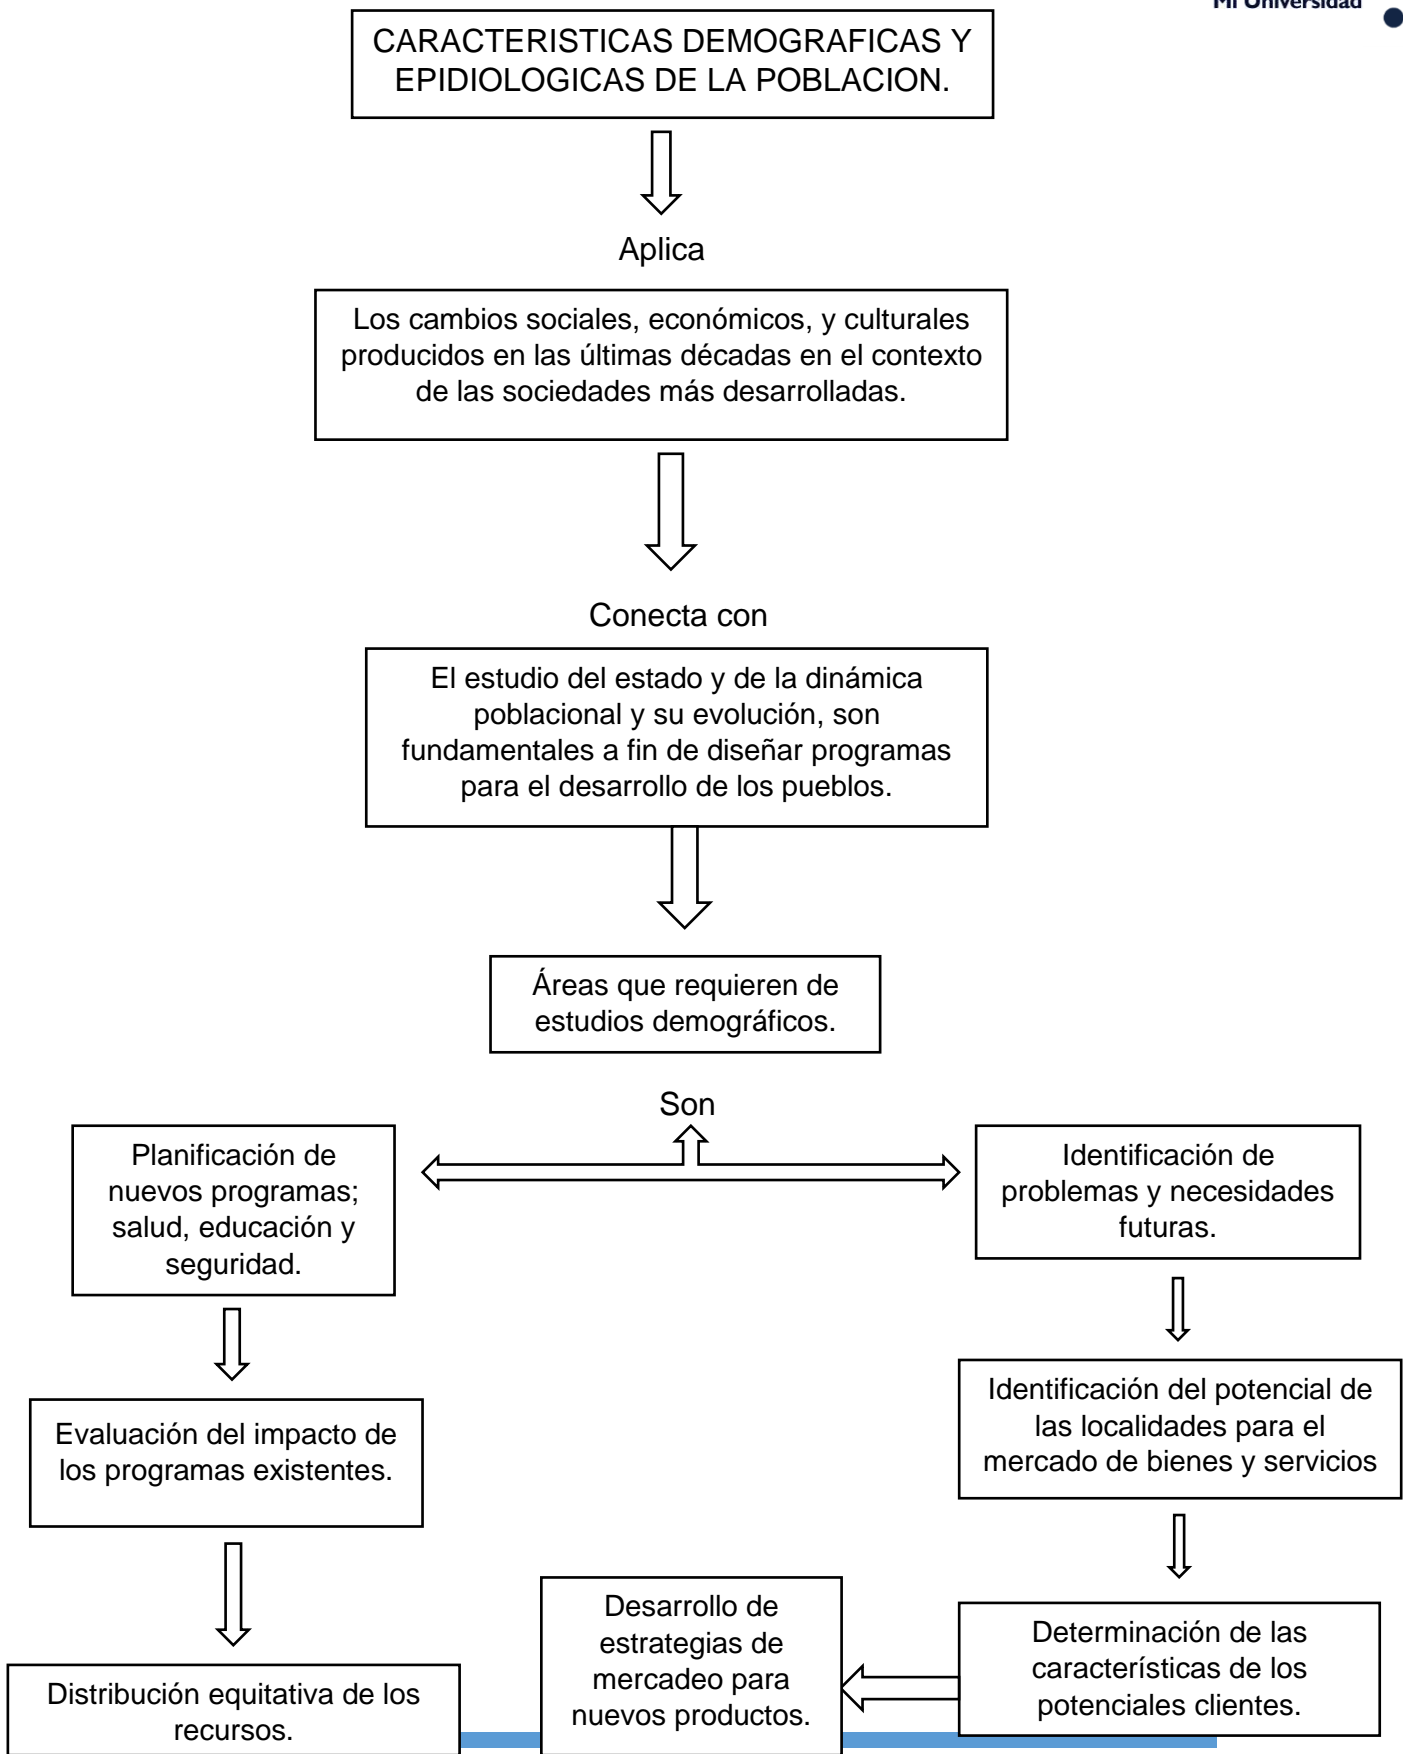 Mi Universidad
CARACTERISTICAS DEMOGRAFICAS Y
EPIDIOLOGICAS DE LA POBLACION.
Aplica
Los cambios sociales, económicos, y culturales
producidos en las últimas décadas en el contexto
de las sociedades más desarrolladas.
Conecta con
El estudio del estado y de la dinámica
poblacional y su evolución, son
fundamentales a fin de diseñar programas
para el desarrollo de los pueblos.
Áreas que requieren de
estudios demográficos.
Son
Planificación de
nuevos programas;
salud, educación y
seguridad.
Identificación de
problemas y necesidades
futuras.
Evaluación del impacto de
los programas existentes.
Identificación del potencial de
las localidades para el
mercado de bienes y servicios
Distribución equitativa de los
recursos.
Desarrollo de
estrategias de
mercadeo para
nuevos productos.
Determinación de las
características de los
potenciales clientes.